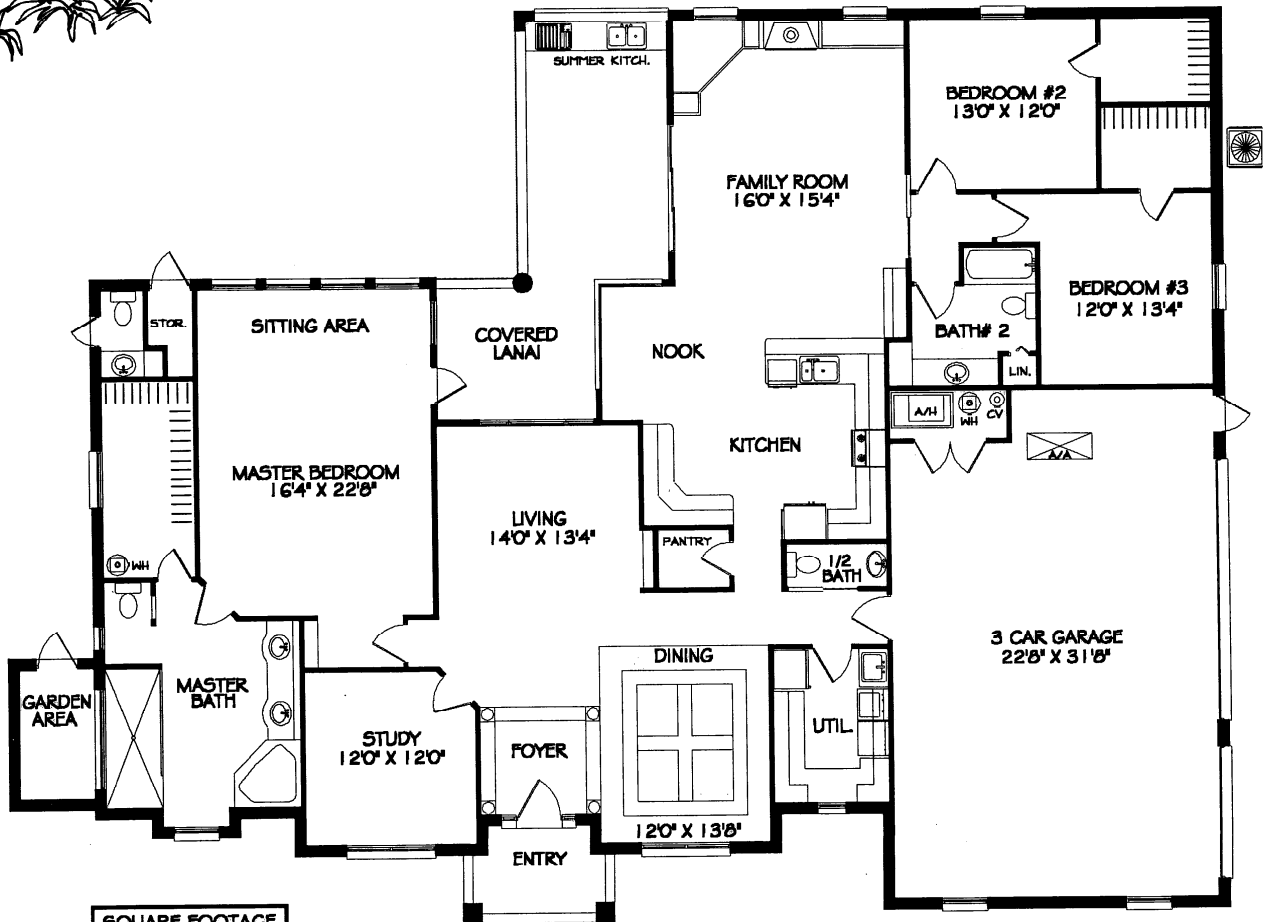 SUMMER KITCH.
BEDROOM #2
13'0" X 12'0"
FAMILY ROOM
16'0" X 15'4"
BEDROOM #3
12'0" X 13'4"
STOR.
SITTING AREA
COVERED
LANAI
NOOK
BATH# 2
LIN.
A/H
WH
CV
A/A
KITCHEN
MASTER BEDROOM
16'4" X 22'8"
LIVING
14'0" X 13'4"
PANTRY
1/2
BATH
WH
3 CAR GARAGE
22'8" X 31'8"
DINING
GARDEN
AREA
MASTER
BATH
STUDY
12'0" X 12'0"
FOYER
UTIL.
12'0" X 13'8"
ENTRY
SQUARE FOOTAGE